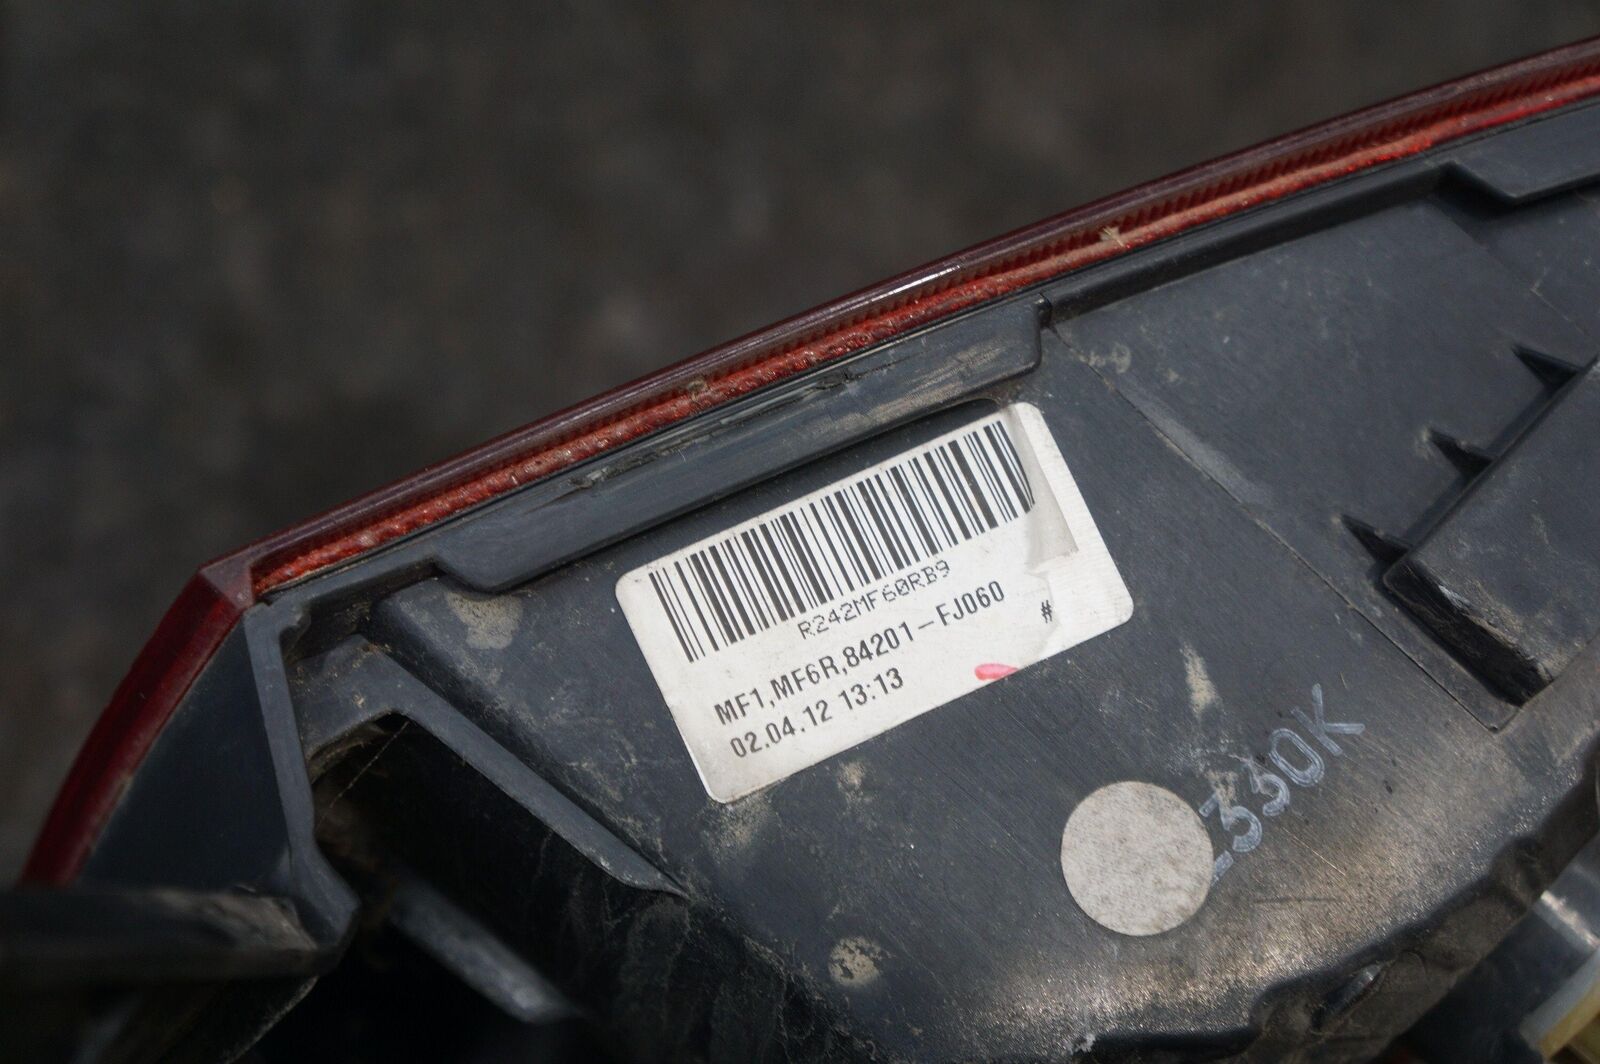 R242MF60RB9
MF1,MF6R,84201-FJ060
02.04.12 13:13
#
330K